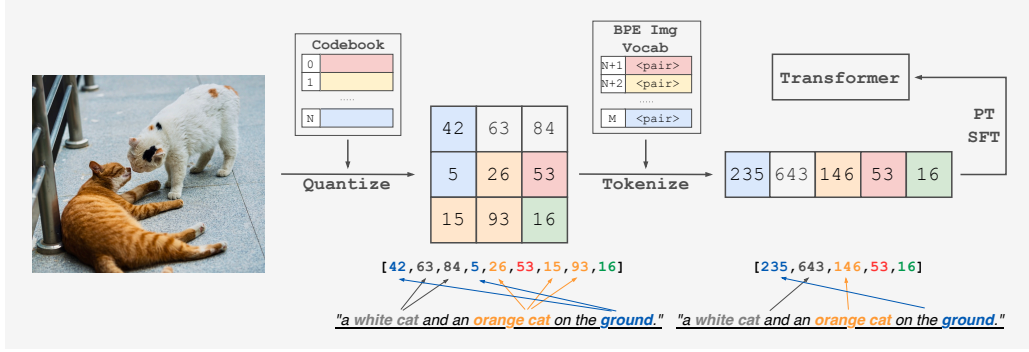 Codebook
0
1
.....
N
Quantize
42 63 84
5 26 53
15 93 16
[42,63,84,5,26,53,15,93,16]
"a white cat and an orange cat on the ground."
BPE Img
Vocab
N+1 <pair>
N+2 <pair>
.....
M <pair>
Tokenize
235 643 146 53 16
[235,643,146,53,16]
"a white cat and an orange cat on the ground."
Transformer
PT
SFT